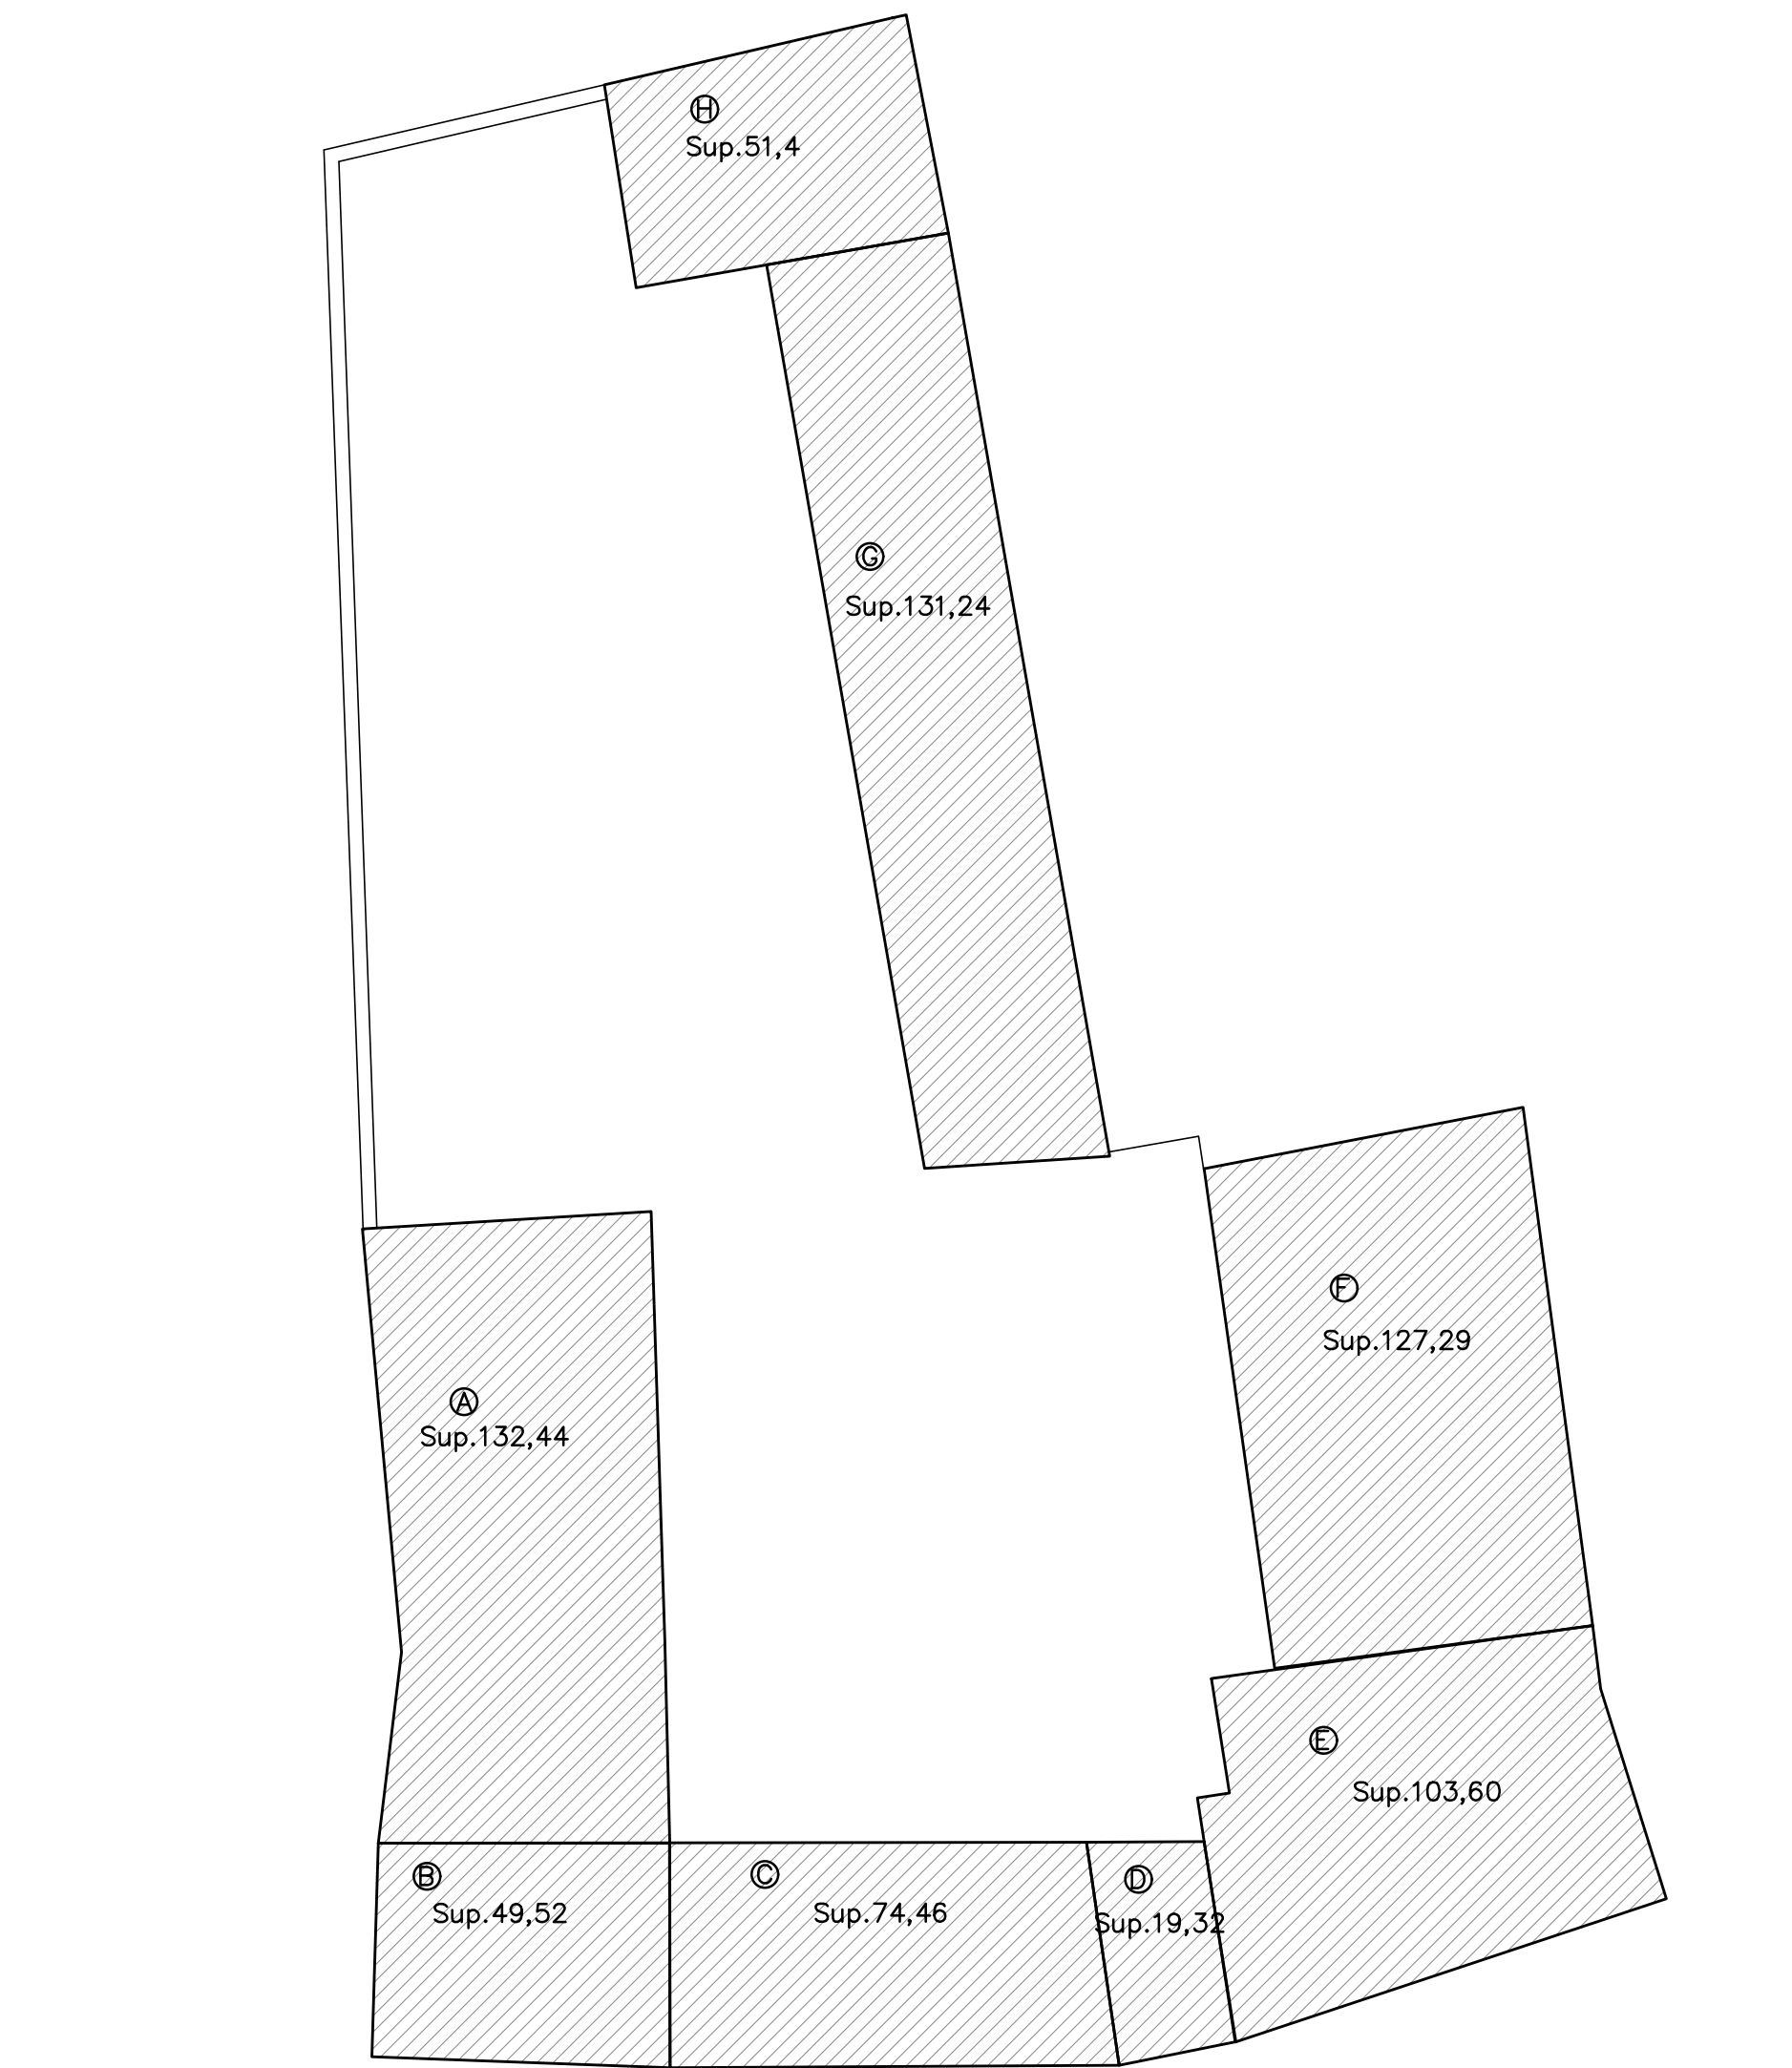 H
Sup.51,4
G
Sup.131,24
F
Sup.127,29
A
Sup.132,44
E
Sup.103,60
B
Sup.49,52
C
Sup.74,46
D
Sup.19,32